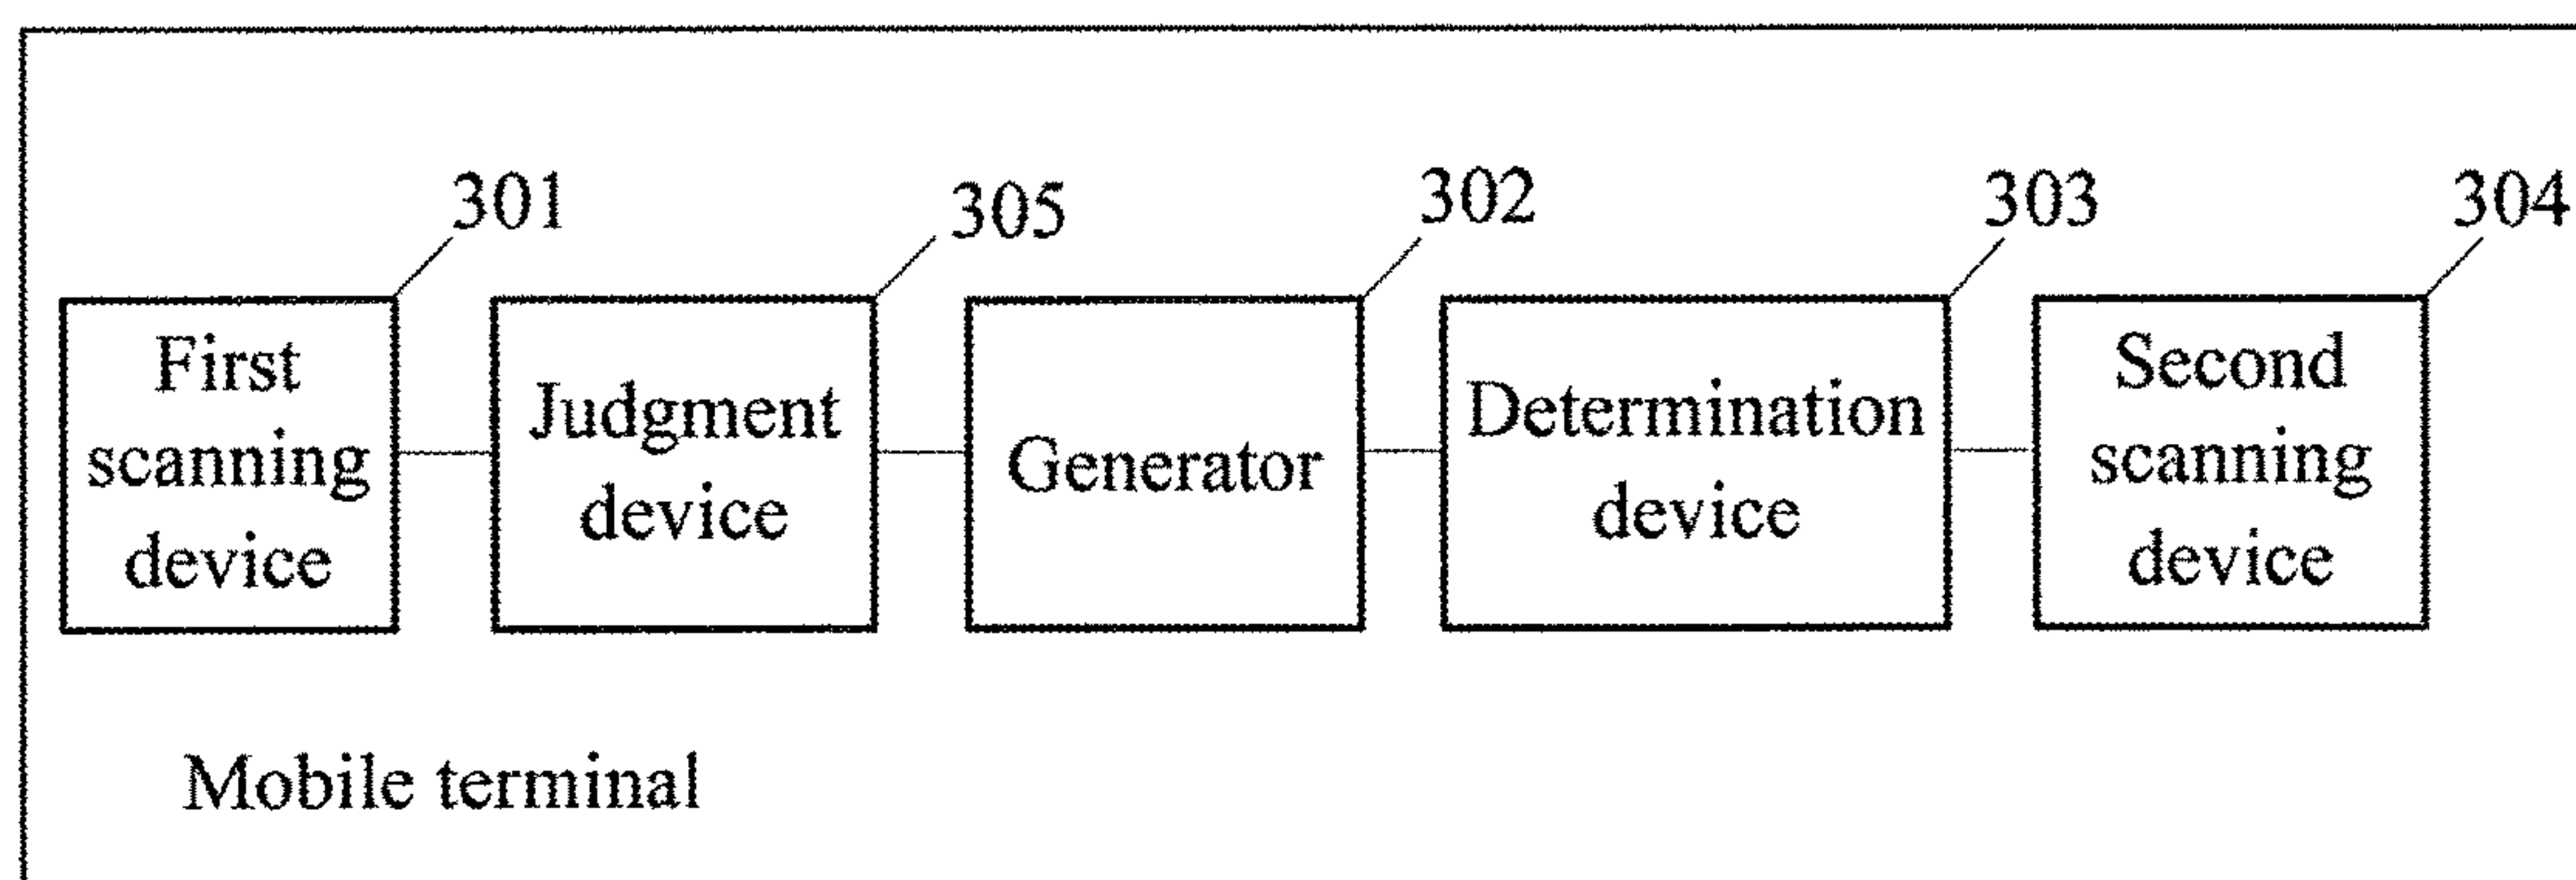 301
305
302
303
304
First
scanning
device
Judgment
device
Generator
Determination
device
Second
scanning
device
Mobile terminal